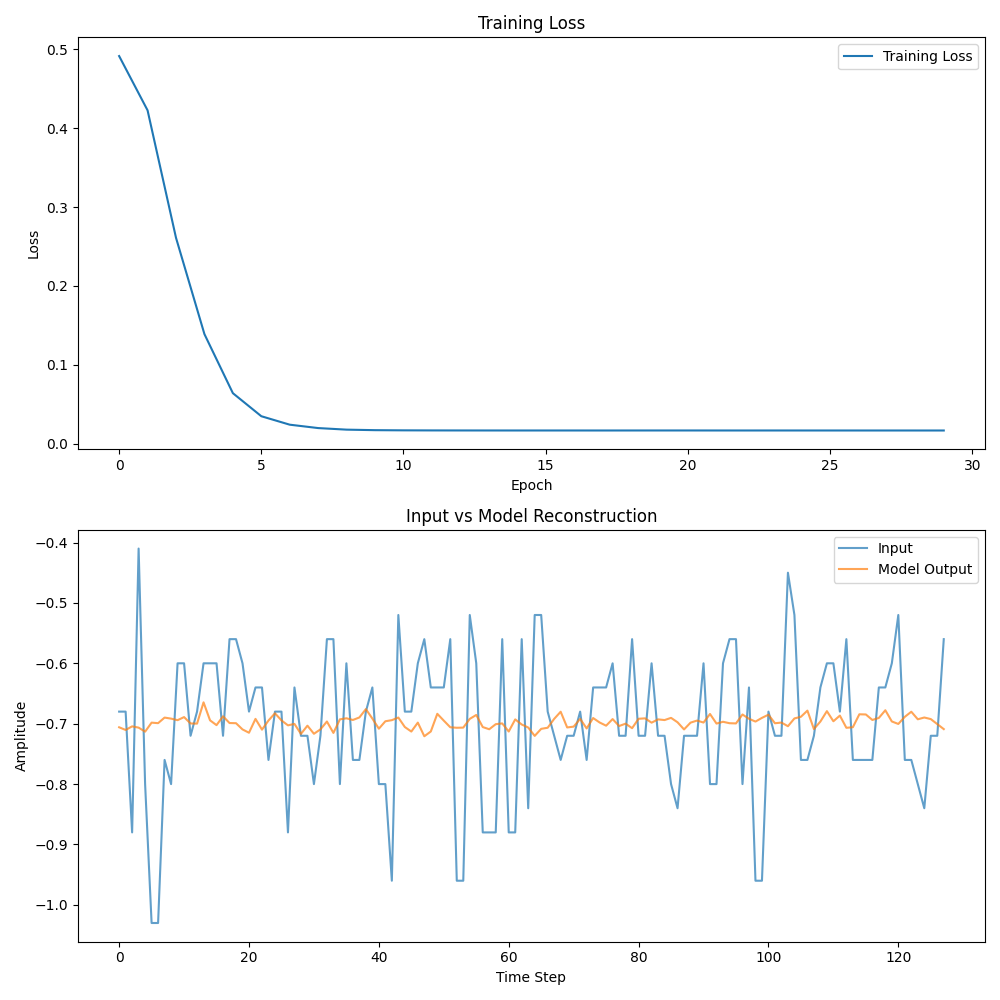 Training Loss
Training Loss
0.5
0.4
0.3
0.2
0.1
0.0
Loss
0 5 10 15 20 25 30
Epoch
Input vs Model Reconstruction
Input
Model Output
−0.4
−0.5
−0.6
−0.7
−0.8
−0.9
−1.0
Amplitude
0 20 40 60 80 100 120
Time Step